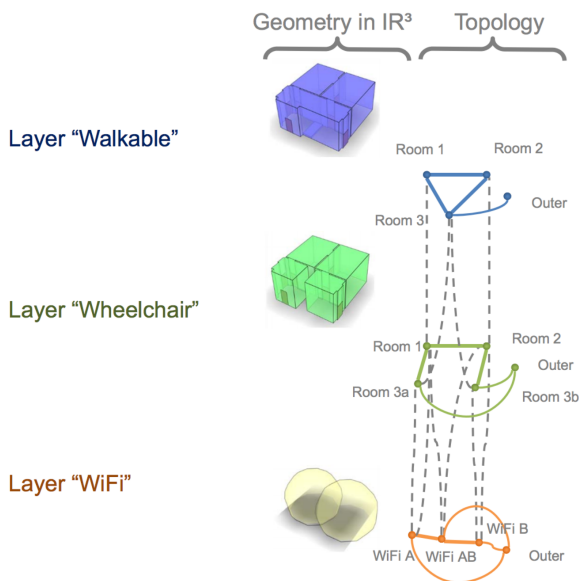 Geometry in IR³ Topology
Layer “Walkable”
Room 1 Room 2
Room 3 Outer
Layer “Wheelchair”
Room 1 Room 2
Outer
Room 3a Room 3b
Layer “WiFi”
WiFi B
WiFi A WiFi AB Outer